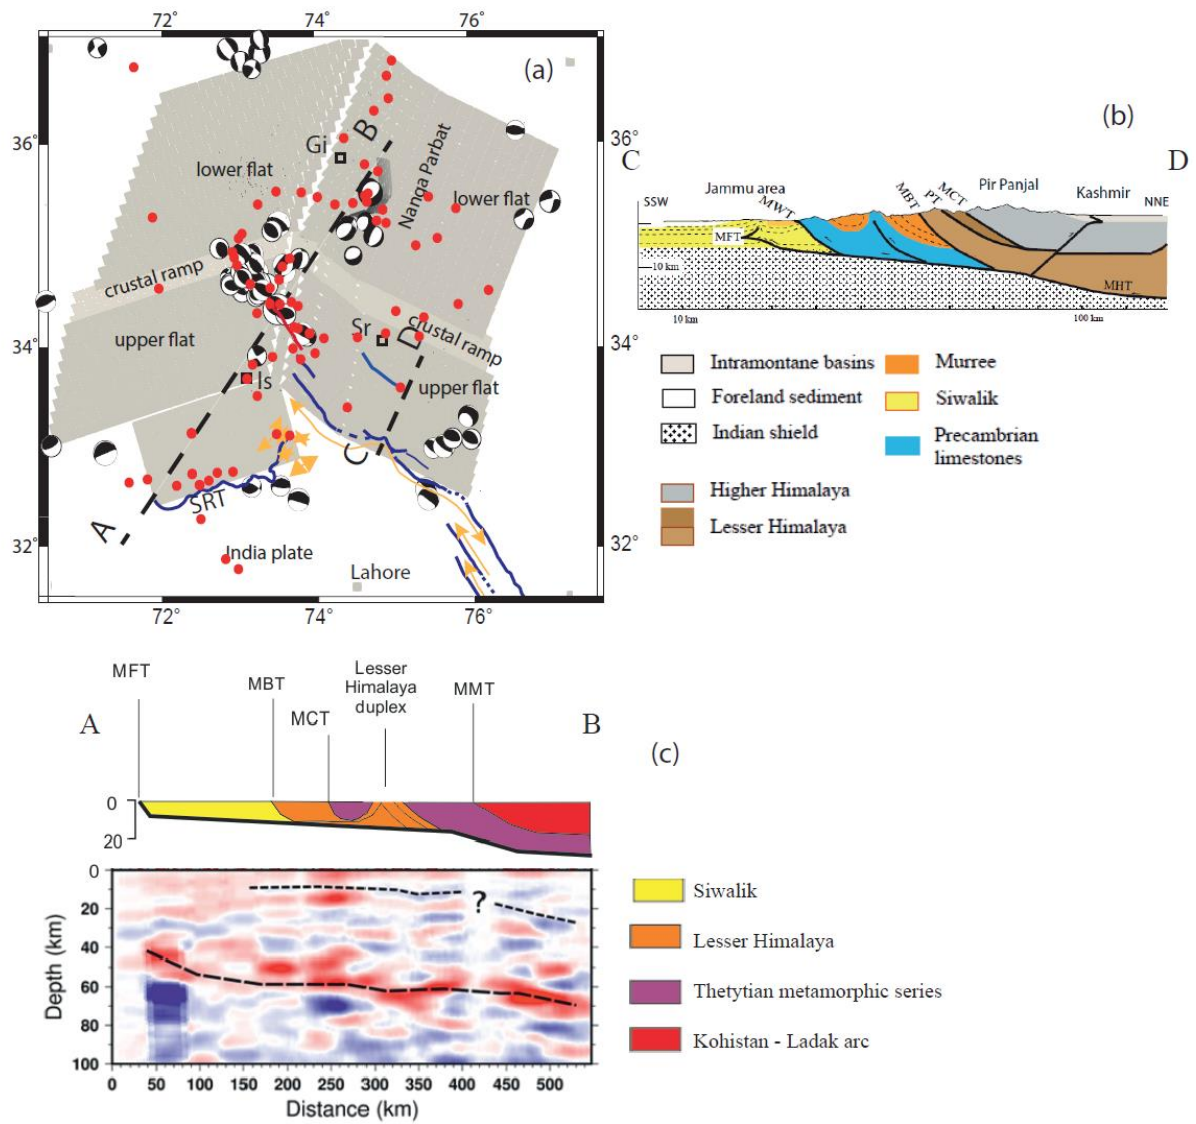 72°
74°
76°
(a)
36°
36°
Gi
B
Nanga Parbat
lower flat
lower flat
crustal ramp
upper flat
Sr
D
crustal ramp
34°
34°
Is
upper flat
C
SRT
A
32°
32°
India plate
Lahore
72°
74°
76°
(b)
C
D
Jammu area
Pir Panjal
Kashmir
SSW
MWT
MBT
PT
MCT
NNE
MFT
10 km
MHT
10 km
100 km
Intramontane basins
Foreland sediment
Indian shield
Murree
Siwalik
Precambrian
limestones
Higher Himalaya
Lesser Himalaya
MFT
MBT
MCT
Lesser
Himalaya
duplex
MMT
A
B
(c)
0
20
0
20
40
60
80
100
?
Depth (km)
0 50 100 150 200 250 300 350 400 450 500
Distance (km)
Siwalik
Lesser Himalaya
Thetytian metamorphic series
Kohistan - Ladak arc